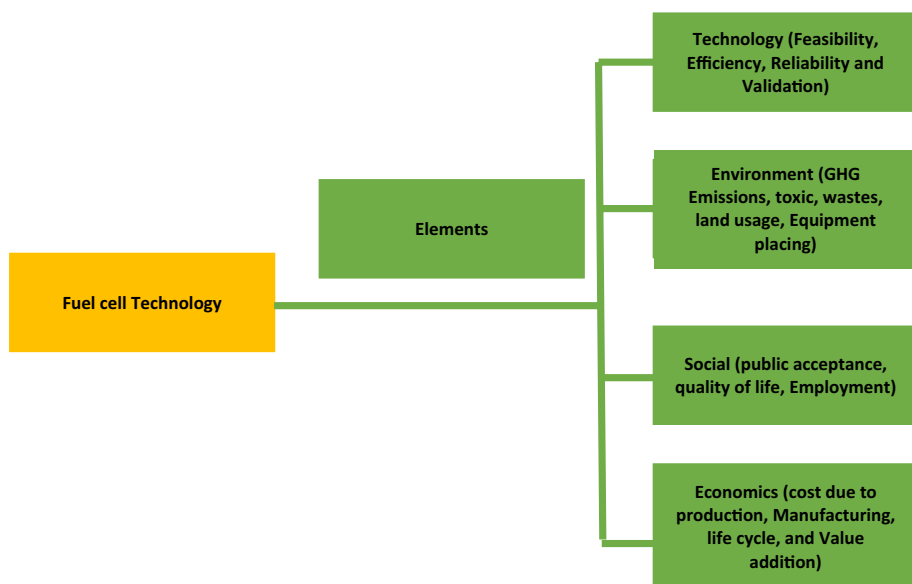 Technology (Feasibility,
Efficiency, Reliability and
Validation)
Environment (GHG
Emissions, toxic, wastes,
land usage, Equipment
placing)
Elements
Fuel cell Technology
Social (public acceptance,
quality of life, Employment)
Economics (cost due to
production, Manufacturing,
life cycle, and Value
addition)